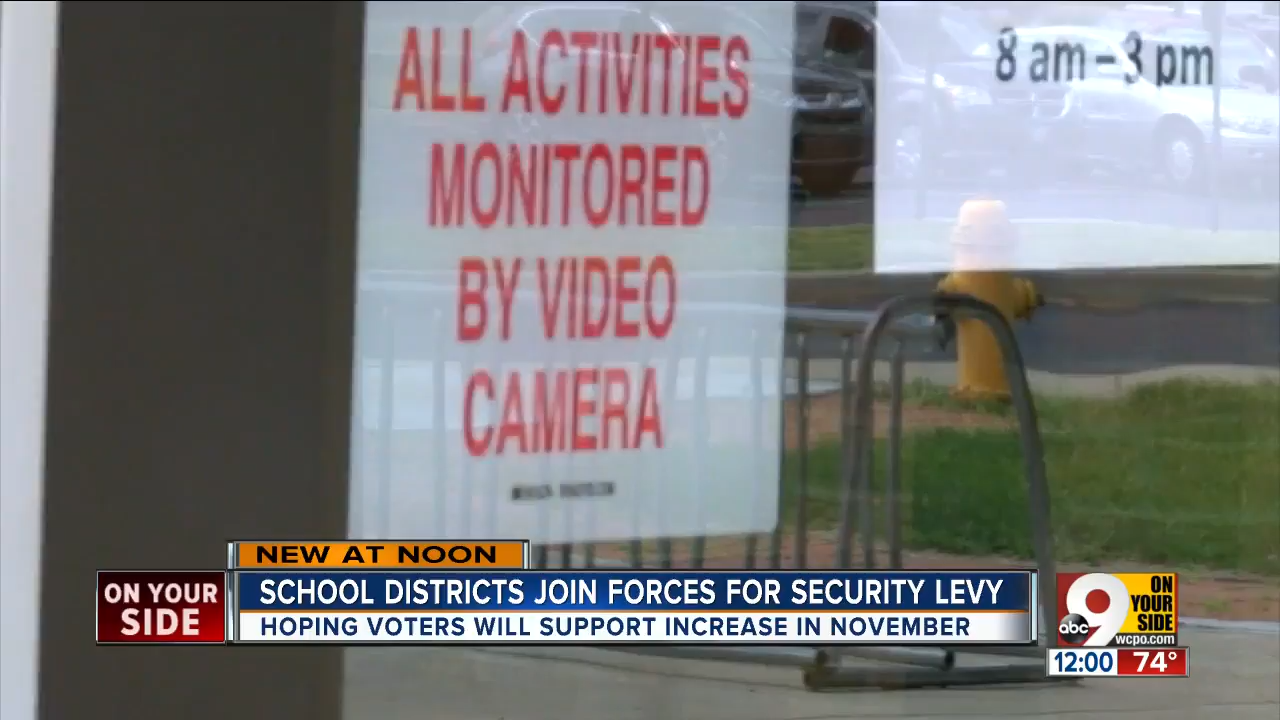 ALL ACTIVITIES
MONITORED
BY VIDEO
CAMERA
8 am – 3 pm
NEW AT NOON
ON YOUR
SIDE
SCHOOL DISTRICTS JOIN FORCES FOR SECURITY LEVY
HOPING VOTERS WILL SUPPORT INCREASE IN NOVEMBER
abc 9
ON
YOUR
SIDE
wcpo.com
12:00 74°